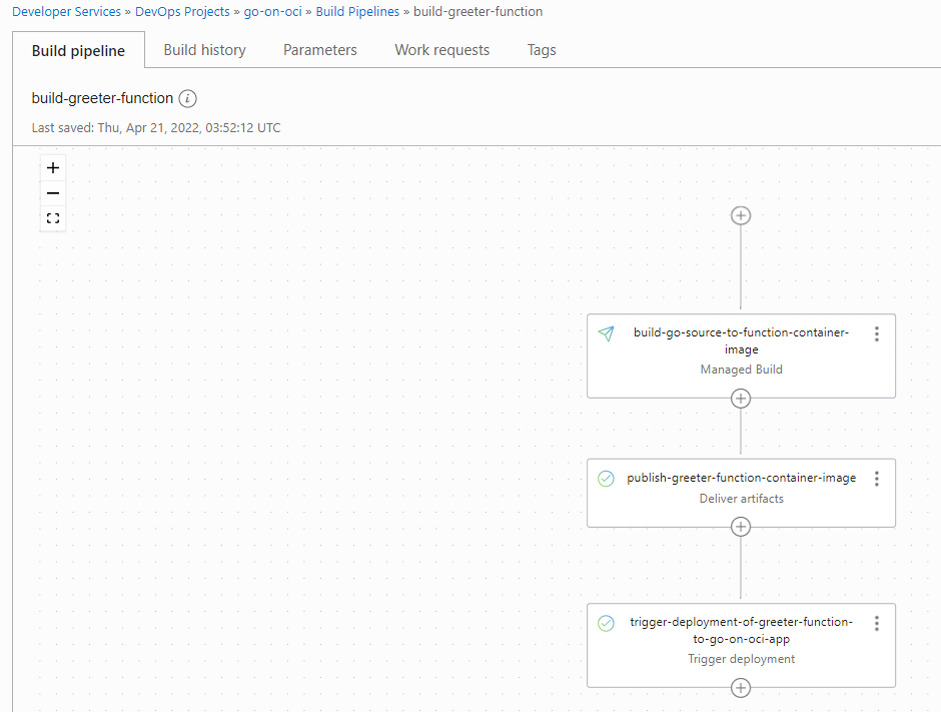 Developer Services » DevOps Projects » go-on-oci » Build Pipelines » build-greeter-function
Build pipeline Build history Parameters Work requests Tags
build-greeter-function i
Last saved: Thu, Apr 21, 2022, 03:52:12 UTC
build-go-source-to-function-container-
image
Managed Build
publish-greeter-function-container-image
Deliver artifacts
trigger-deployment-of-greeter-function-
to-go-on-oci-app
Trigger deployment